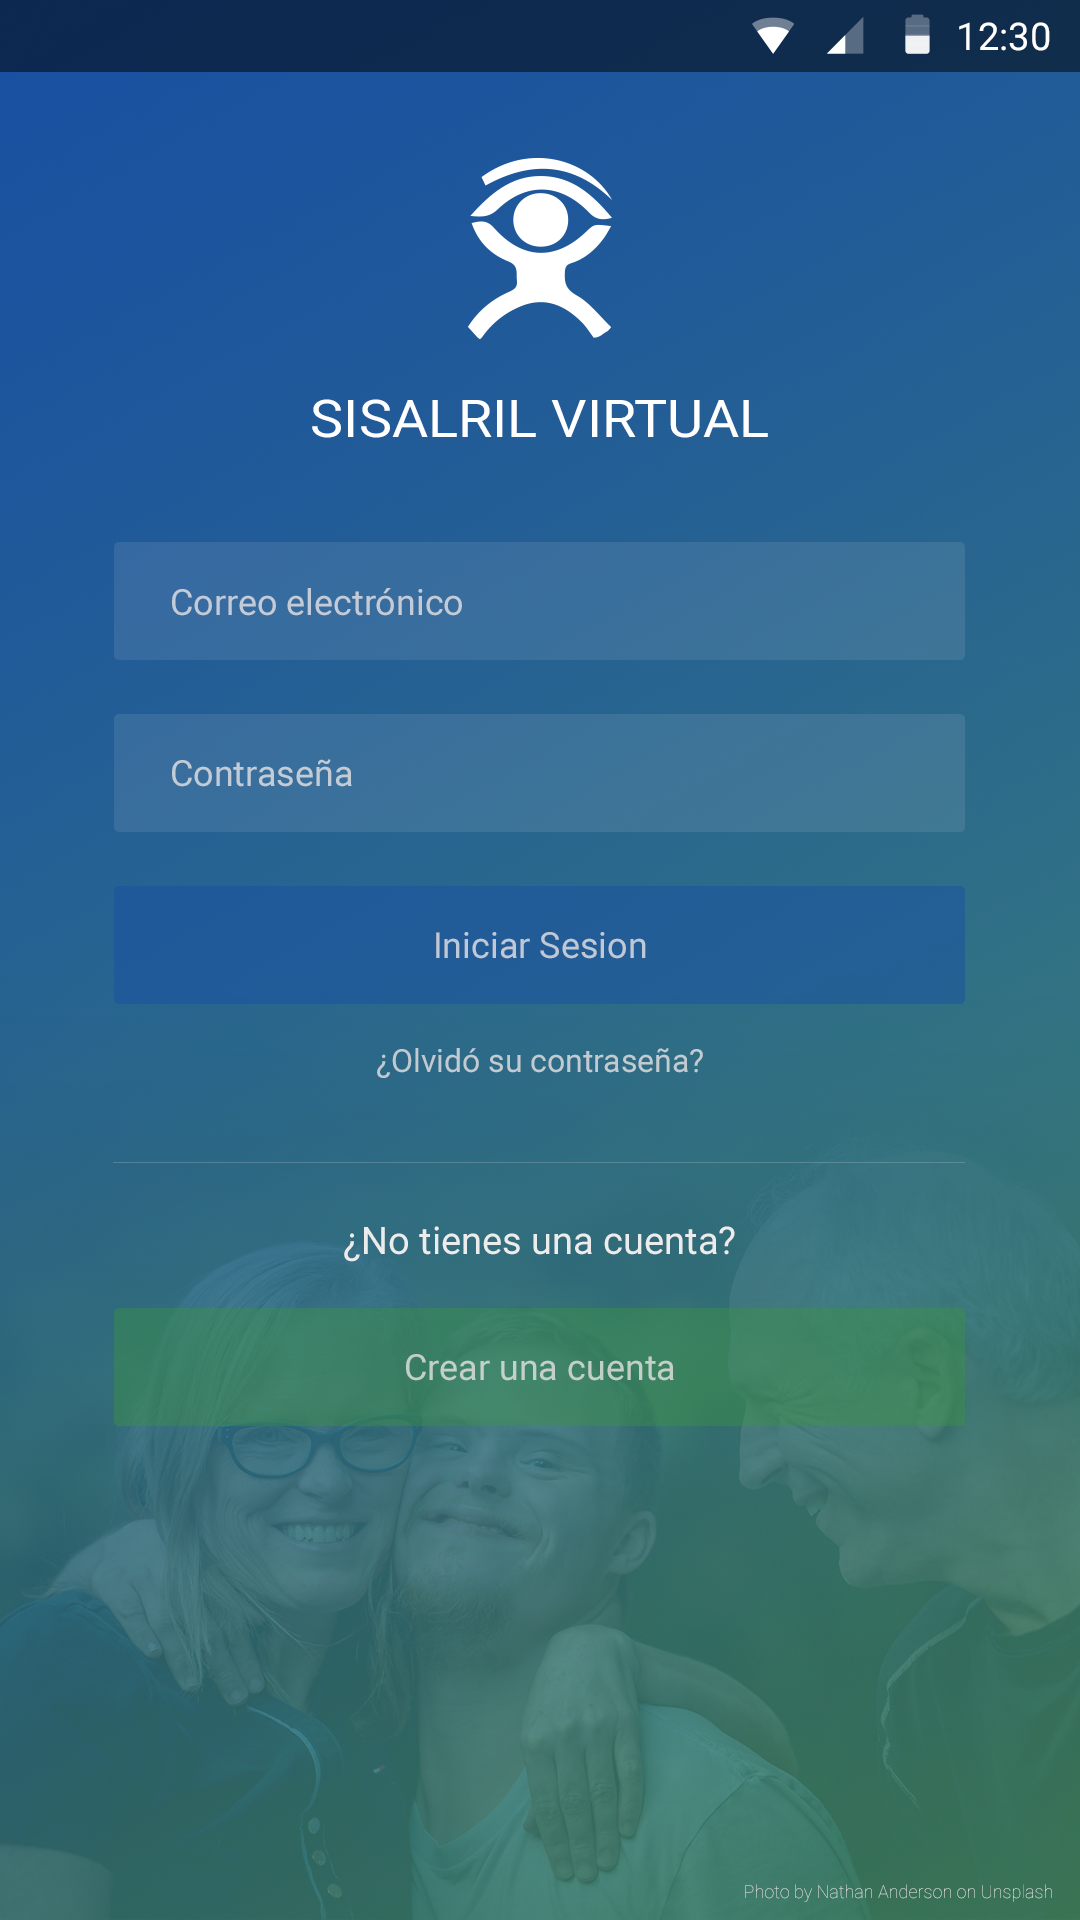 12:30
SISALRIL VIRTUAL
Correo electrónico
Contraseña
Iniciar Sesion
¿Olvidó su contraseña?
¿No tienes una cuenta?
Crear una cuenta
Photo by Nathan Anderson on Unsplash